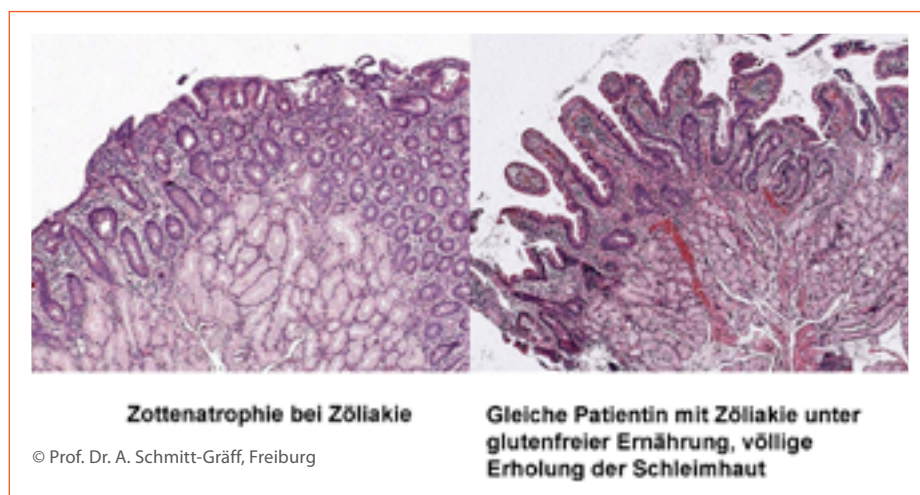 Zottenatrophie bei Zöliakie
© Prof. Dr. A. Schmitt-Gräff, Freiburg
Gleiche Patientin mit Zöliakie unter
glutenfreier Ernährung, völlige
Erholung der Schleimhaut